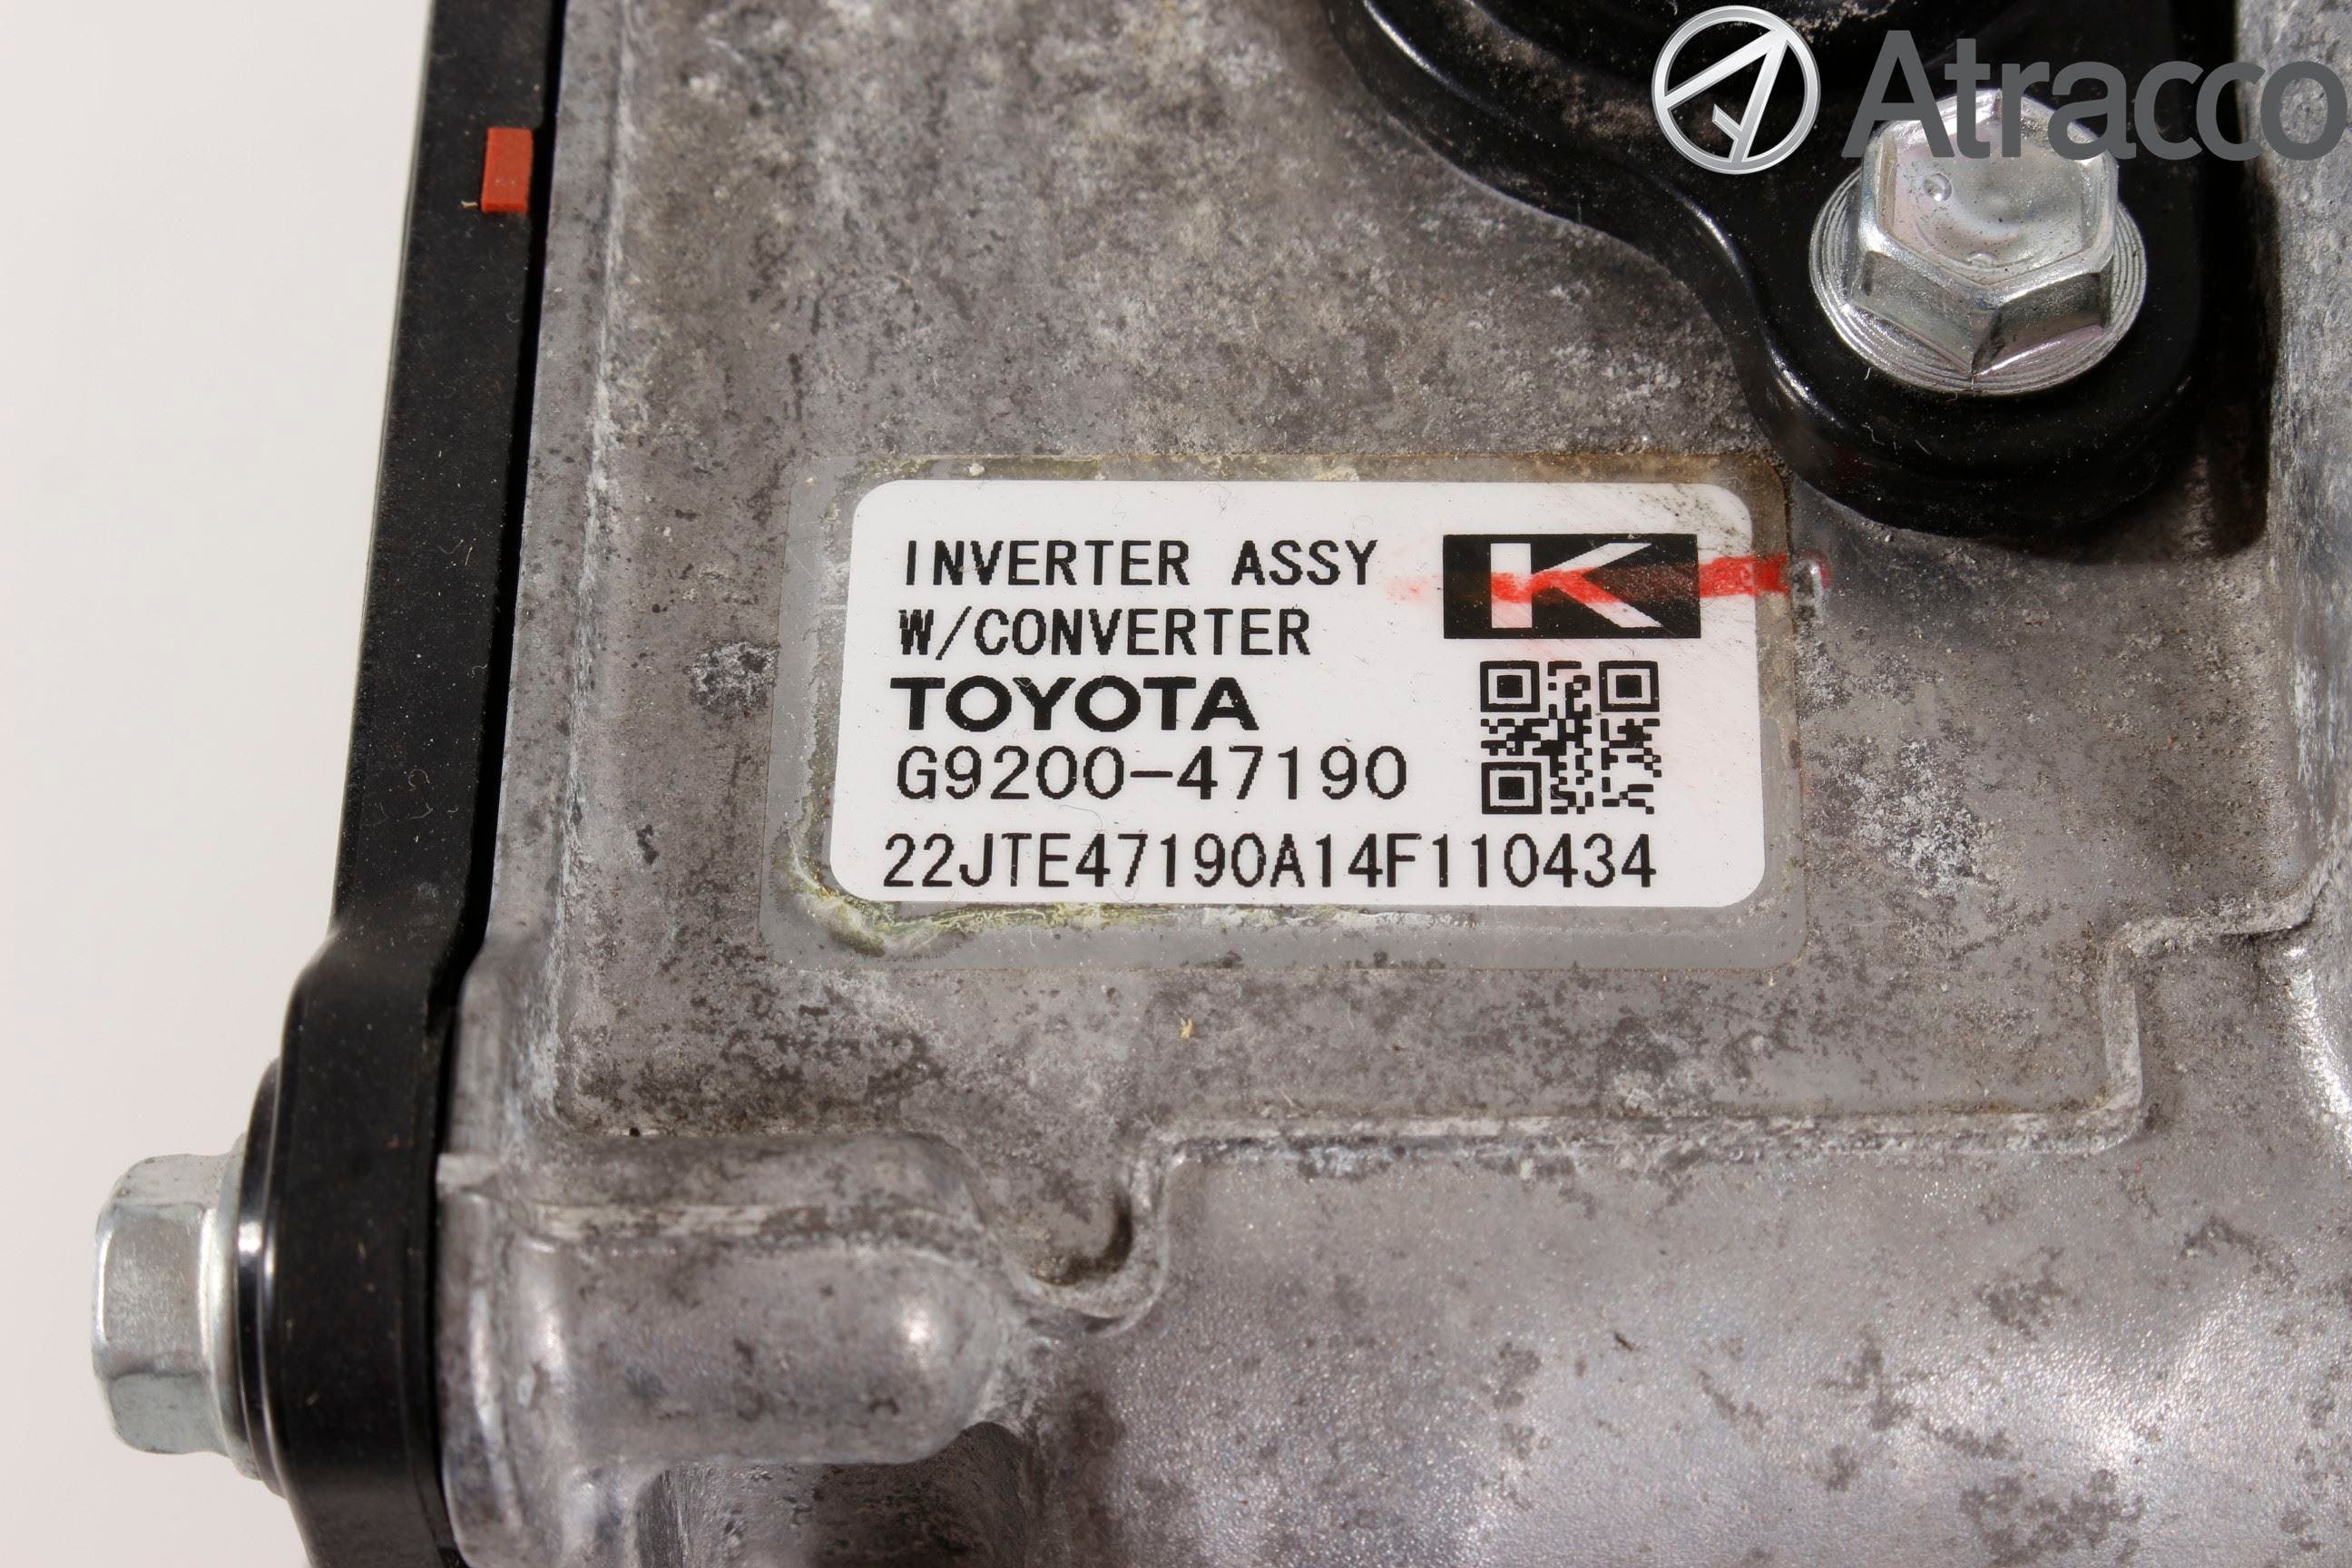 Atracco
INVERTER ASSY
K
W/CONVERTER
TOYOTA
G9200-47190
22JTE47190A14F110434